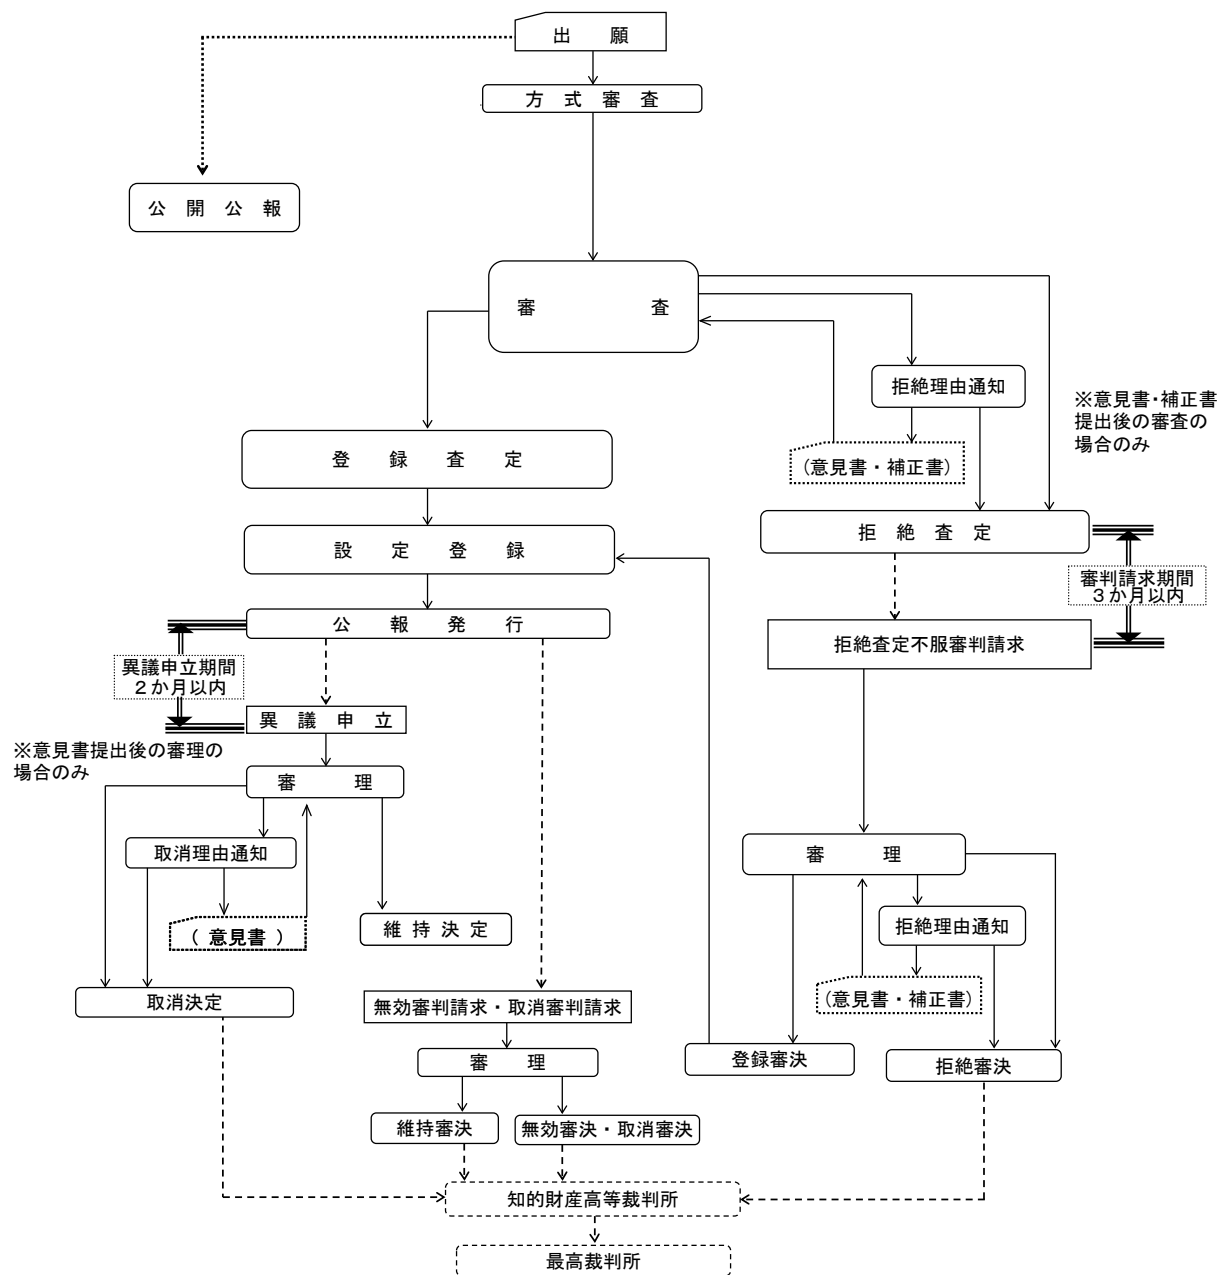 出 願
方 式 審 査
公 開 公 報
審 査
拒絶理由通知
※意見書・補正書
提出後の審査の
場合のみ
(意見書・補正書)
登 録 査 定
拒 絶 査 定
設 定 登 録
審判請求期間
3か月以内
公 報 発 行
拒絶査定不服審判請求
異議申立期間
2か月以内
異 議 申 立
※意見書提出後の審理の
場合のみ
審 理
取消理由通知
審 理
( 意見書 )
維 持 決 定
拒絶理由通知
(意見書・補正書)
取消決定
無効審判請求・取消審判請求
審 理
登録審決
拒絶審決
維持審決
無効審決・取消審決
知的財産高等裁判所
最高裁判所